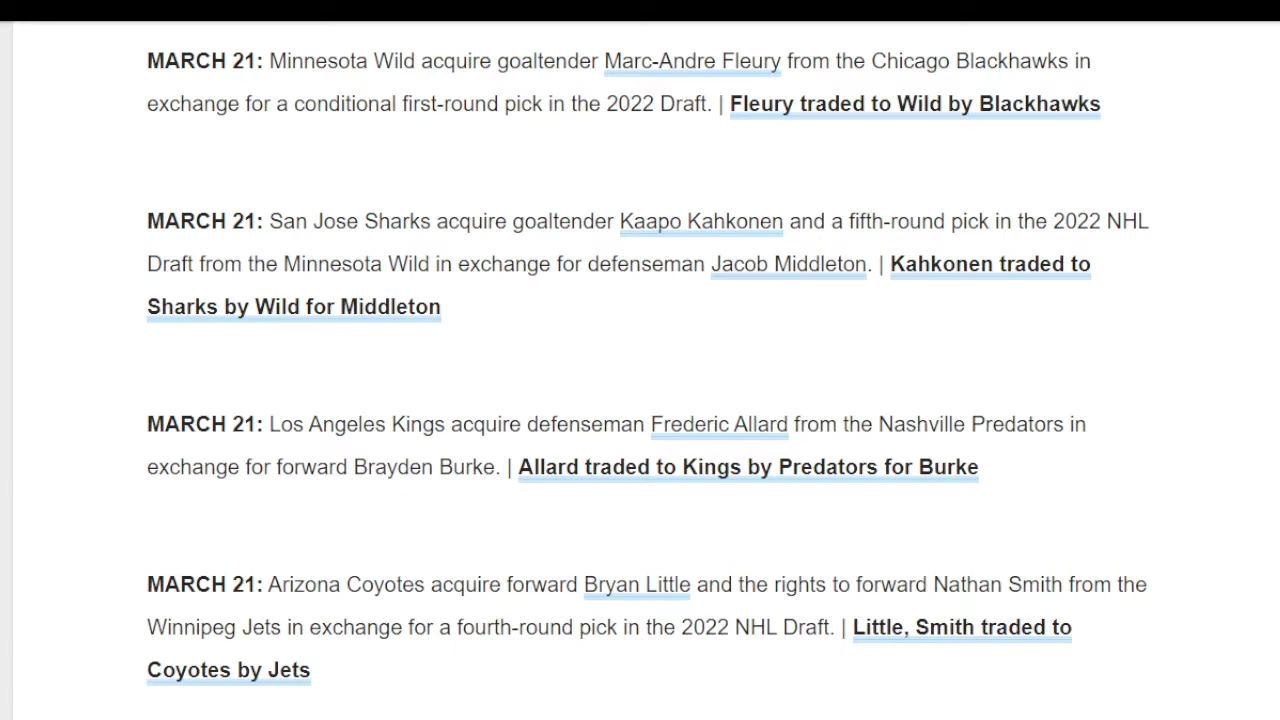 MARCH 21: Minnesota Wild acquire goaltender Marc-Andre Fleury from the Chicago Blackhawks in
exchange for a conditional first-round pick in the 2022 Draft. | Fleury traded to Wild by Blackhawks
MARCH 21: San Jose Sharks acquire goaltender Kaapo Kahkonen and a fifth-round pick in the 2022 NHL
Draft from the Minnesota Wild in exchange for defenseman Jacob Middleton. | Kahkonen traded to
Sharks by Wild for Middleton
MARCH 21: Los Angeles Kings acquire defenseman Frederic Allard from the Nashville Predators in
exchange for forward Brayden Burke. | Allard traded to Kings by Predators for Burke
MARCH 21: Arizona Coyotes acquire forward Bryan Little and the rights to forward Nathan Smith from the
Winnipeg Jets in exchange for a fourth-round pick in the 2022 NHL Draft. | Little, Smith traded to
Coyotes by Jets